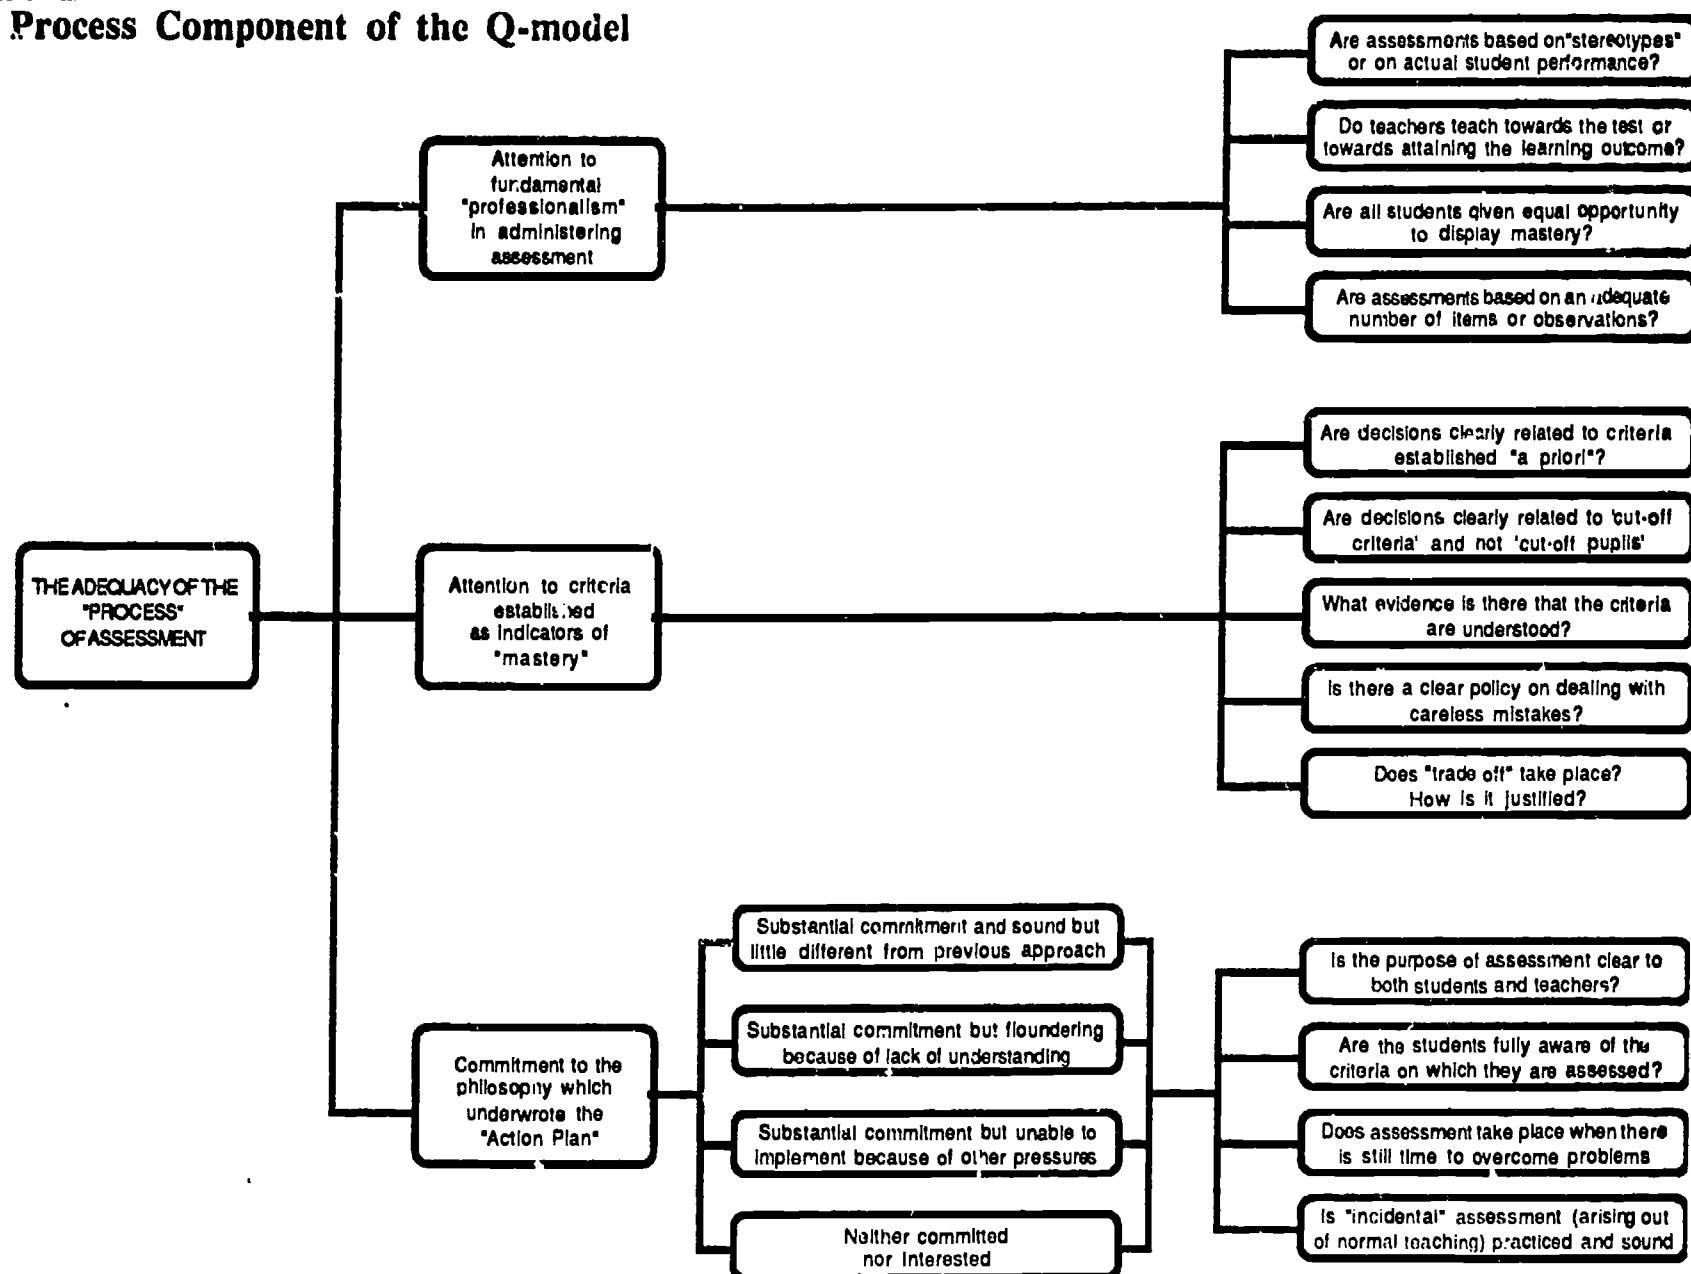 Process Component of the Q-model
Are assessments based on "stereotypes"
or on actual student performance?
Do teachers teach towards the test or
towards attaining the learning outcome?
Are all students given equal opportunity
to display mastery?
Are assessments based on an adequate
number of items or observations?
Attention to
fundamental
"professionalism"
in administering
assessment
Are decisions clearly related to criteria
established "a priori"?
Are decisions clearly related to 'cut-off
criteria' and not 'cut-off pupils'
What evidence is there that the criteria
are understood?
Is there a clear policy on dealing with
careless mistakes?
Does "trade off" take place?
How is it justified?
THE ADEQUACY OF THE
"PROCESS"
OF ASSESSMENT
Attention to criteria
established
as indicators of
"mastery"
Substantial commitment and sound but
little different from previous approach
Substantial commitment but floundering
because of lack of understanding
Substantial commitment but unable to
implement because of other pressures
Neither committed
nor interested
Commitment to the
philosophy which
underwrote the
"Action Plan"
Is the purpose of assessment clear to
both students and teachers?
Are the students fully aware of the
criteria on which they are assessed?
Does assessment take place when there
is still time to overcome problems
Is "incidental" assessment (arising out
of normal teaching) practiced and sound